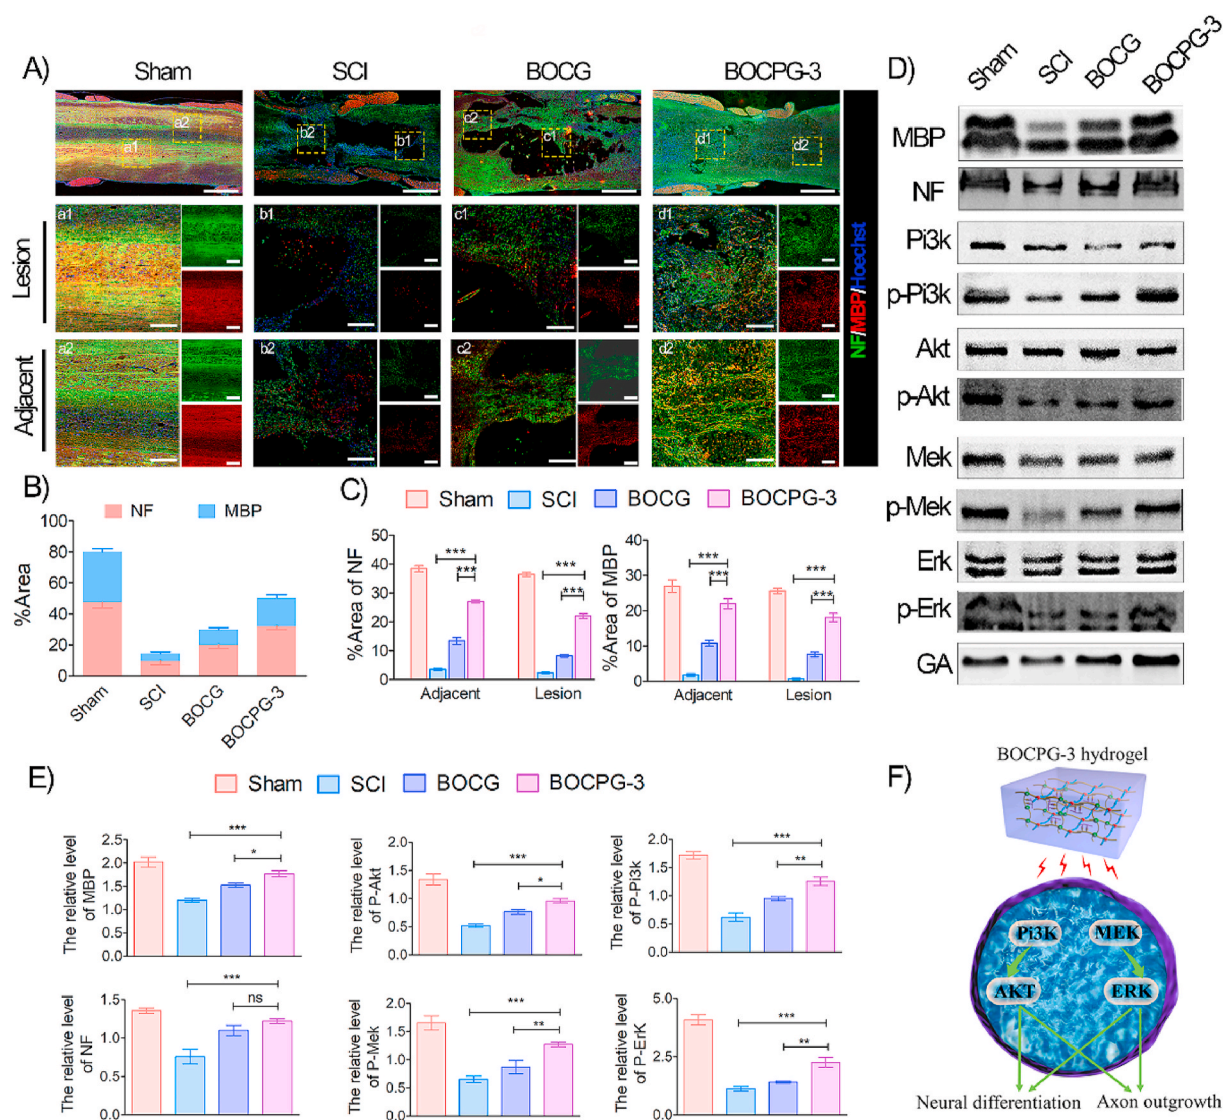 A)
Sham
SCI
BOCG
BOCPG-3
a2
a1
b2
b1
c2
c1
d1
d2
Lesion
a1
b1
c1
d1
Adjacent
a2
b2
c2
d2
NF/MBP/Hoechst
B)
NF
MBP
%Area
100
80
60
40
20
0
Sham
SCI
BOCG
BOCPG-3
C)
Sham
SCI
BOCG
BOCPG-3
%Area of NF
50
40
30
20
10
0
***
***
***
***
Adjacent
Lesion
%Area of MBP
40
30
20
10
0
***
***
***
***
Adjacent
Lesion
D)
Sham
SCI
BOCG
BOCPG-3
MBP
NF
Pi3k
p-Pi3k
Akt
p-Akt
Mek
p-Mek
Erk
p-Erk
GA
E)
Sham
SCI
BOCG
BOCPG-3
The relative level
of MBP
2.5
2.0
1.5
1.0
0.5
0.0
***
*
The relative level
of P-Akt
2.0
1.5
1.0
0.5
0.0
***
*
The relative level
of P-Pi3k
2.0
1.5
1.0
0.5
0.0
***
**
The relative level
of NF
1.5
1.0
0.5
0.0
***
ns
The relative level
of P-Mek
2.0
1.5
1.0
0.5
0.0
***
**
The relative level
of P-ErK
5.0
4.0
2.0
0.0
***
**
F)
BOCPG-3 hydrogel
Pi3K
MEK
AKT
ERK
Neural differentiation
Axon outgrowth